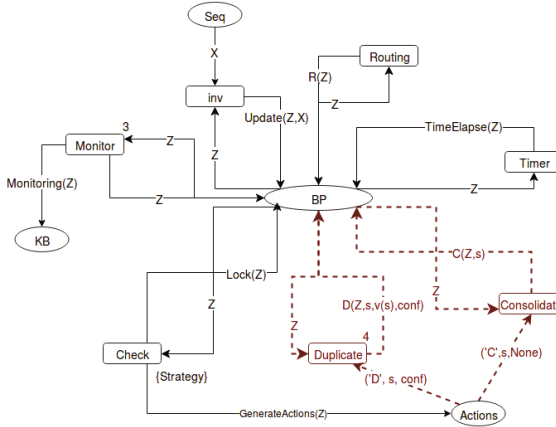 Seq
X
Routing
R(Z)
inv
Z
Update(Z,X)
3
TimeElapse(Z)
Monitor
Z
Z
Timer
Monitoring(Z)
Z
BP
Z
KB
C(Z,s)
Lock(Z)
Z
Z
D(Z,s,v(s),conf)
Consolidat
Z
4
Check
Duplicate
('C',s,None)
{Strategy}
('D', s, conf)
GenerateActions(Z)
Actions